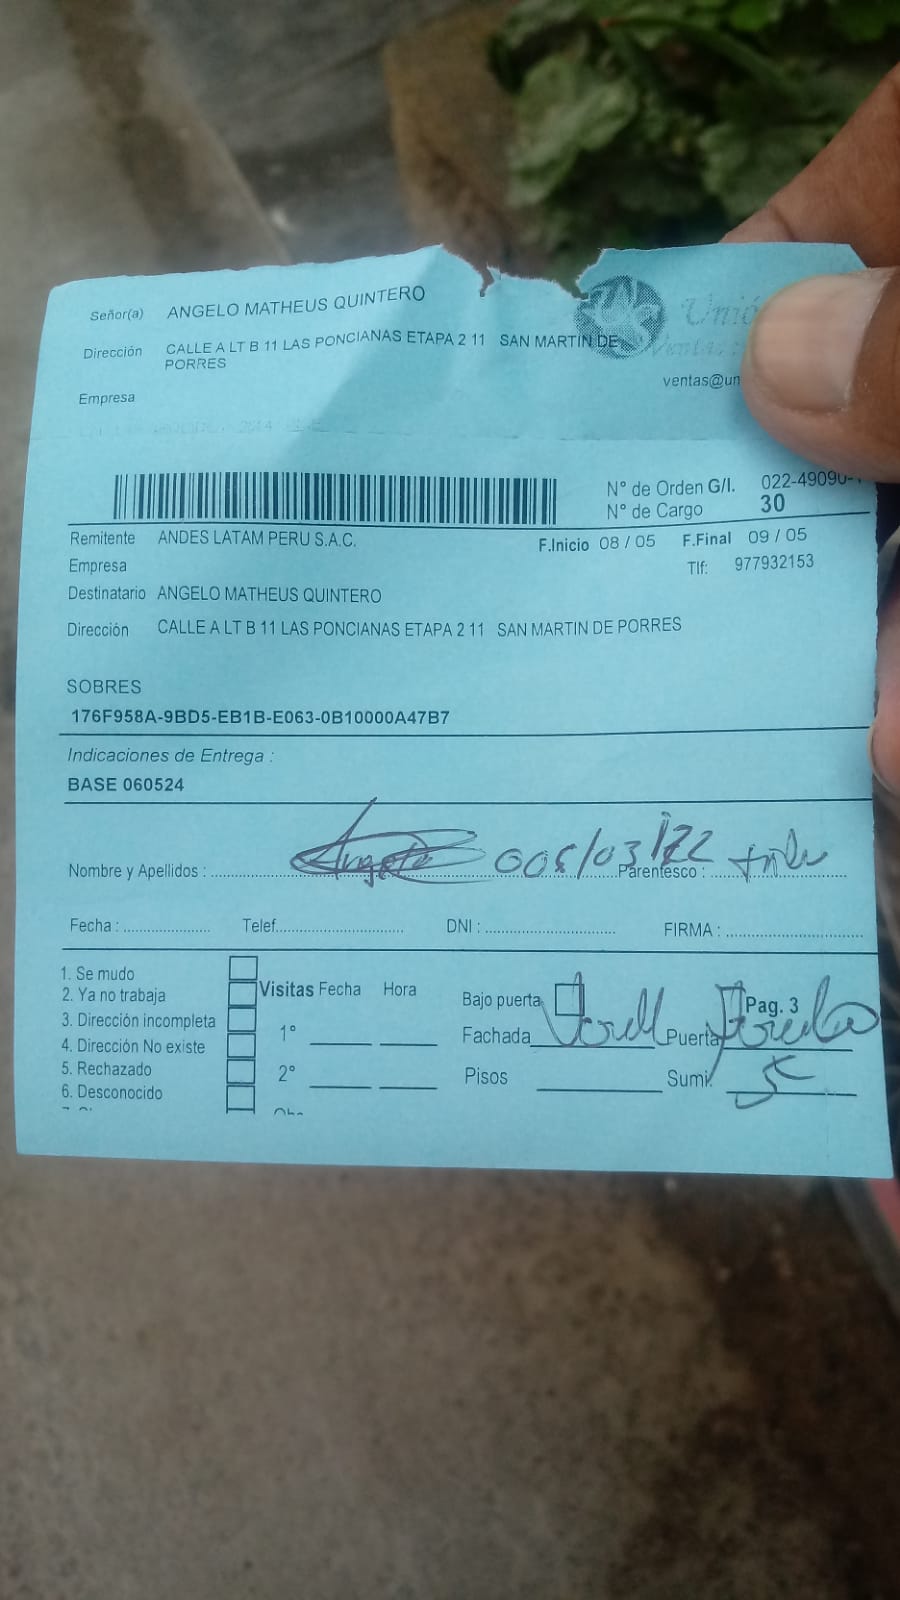 Señor(a) ANGELO MATHEUS QUINTERO
Dirección CALLE A LT B 11 LAS PONCIANAS ETAPA 2 11 SAN MARTIN DE
PORRES
Unió
Ventas
ventas@un
Empresa
N° de Orden G/I. 022-49090-
N° de Cargo 30
Remitente ANDES LATAM PERU S.A.C.
F.Inicio 08 / 05 F.Final 09 / 05
Empresa
Tlf: 977932153
Destinatario ANGELO MATHEUS QUINTERO
Dirección CALLE A LT B 11 LAS PONCIANAS ETAPA 2 11 SAN MARTIN DE PORRES
SOBRES
176F958A-9BD5-EB1B-E063-0B10000A47B7
Indicaciones de Entrega :
BASE 060524
Nombre y Apellidos : Parentesco :
Fecha : Telef. DNI : FIRMA :
1. Se mudo
2. Ya no trabaja
3. Dirección incompleta
4. Dirección No existe
5. Rechazado
6. Desconocido
Visitas Fecha Hora
1°
2°
Bajo puerta Pag. 3
Fachada Puerta
Pisos Sumi. 5